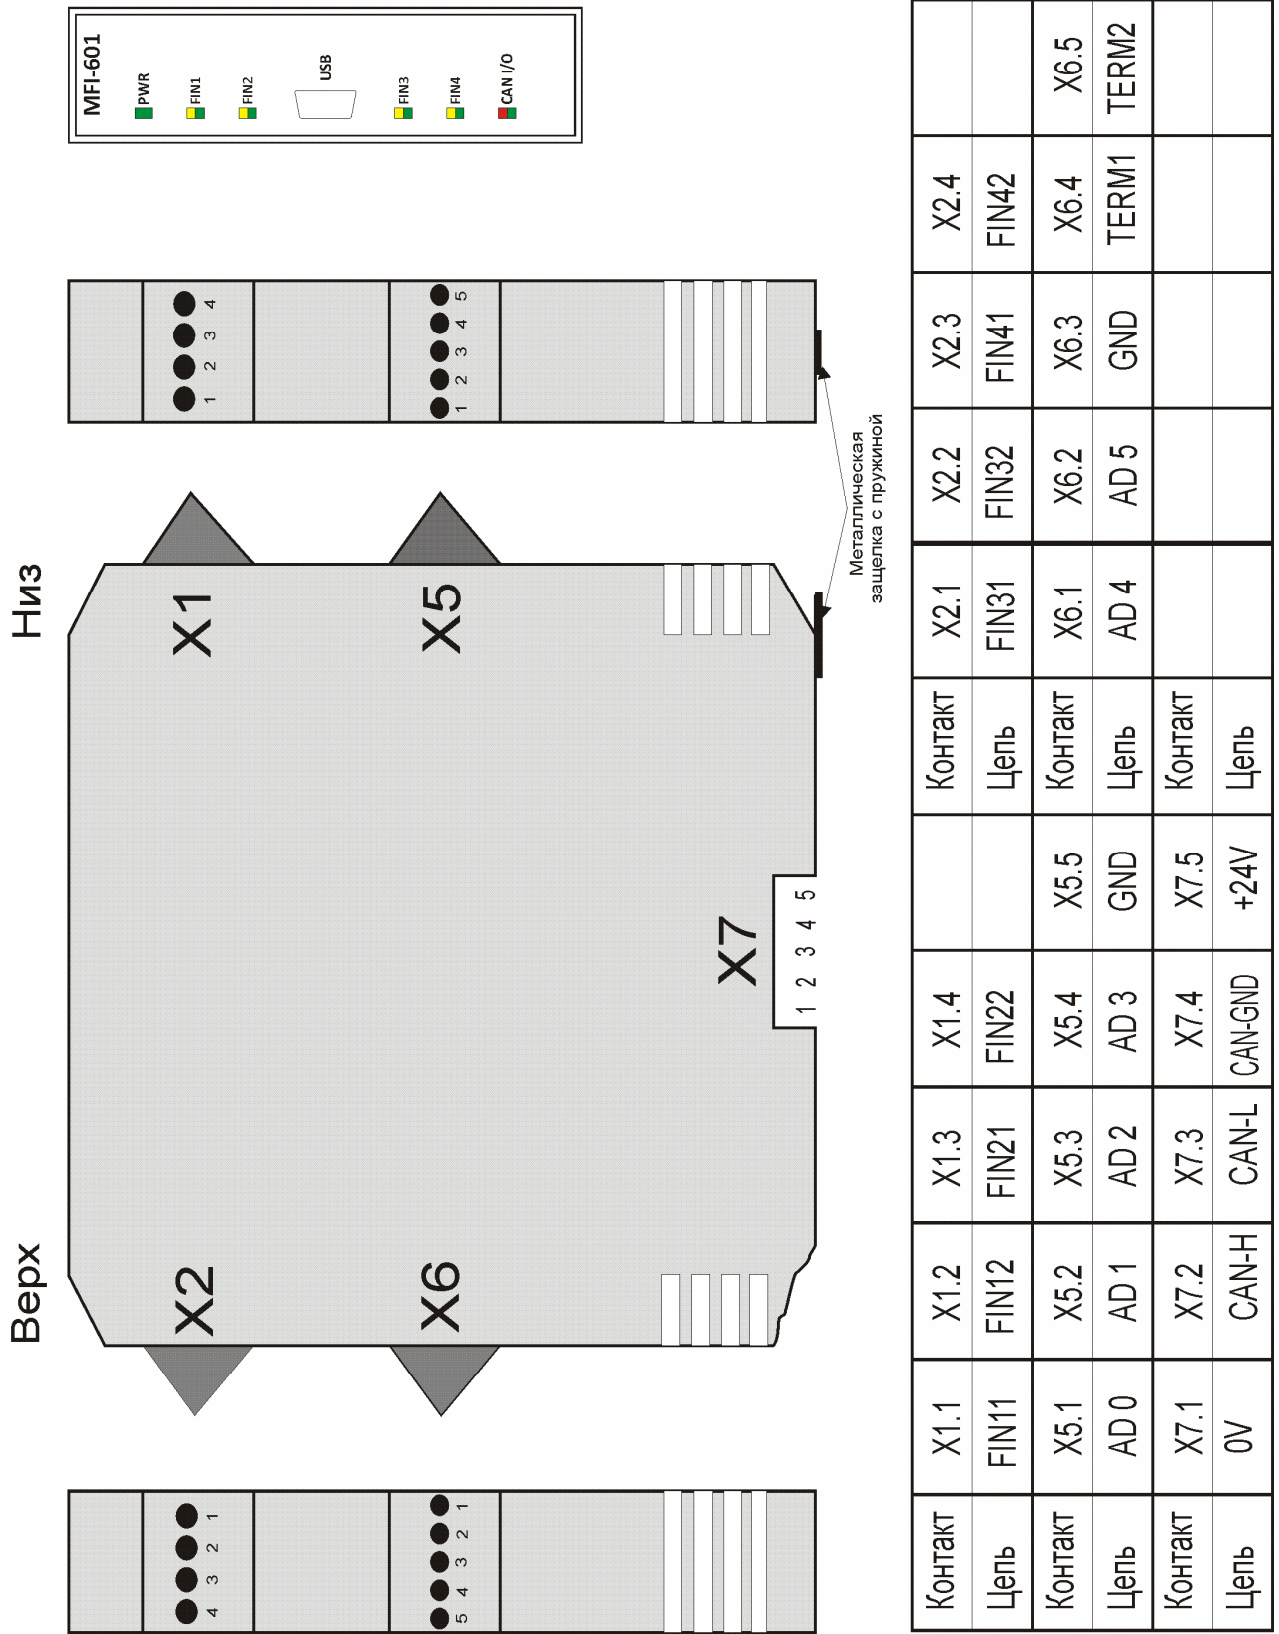 Верх
Низ
MFI-601
PWR
FIN1
FIN2
USB
FIN3
FIN4
CAN I/O
4 3 2 1
5 4 3 2 1
X2
X6
X1
X5
X7
1 2 3 4 5
1 2 3 4
1 2 3 4 5
Металлическая
защелка с пружиной
Контакт X1.1 X1.2 X1.3 X1.4 Контакт X2.1 X2.2 X2.3 X2.4
Цепь FIN11 FIN12 FIN21 FIN22 Цепь FIN31 FIN32 FIN41 FIN42
Контакт X5.1 X5.2 X5.3 X5.4 X5.5 Контакт X6.1 X6.2 X6.3 X6.4 X6.5
Цепь AD 0 AD 1 AD 2 AD 3 GND Цепь AD 4 AD 5 GND TERM1 TERM2
Контакт X7.1 X7.2 X7.3 X7.4 X7.5 Контакт
Цепь 0V CAN-H CAN-L CAN-GND +24V Цепь